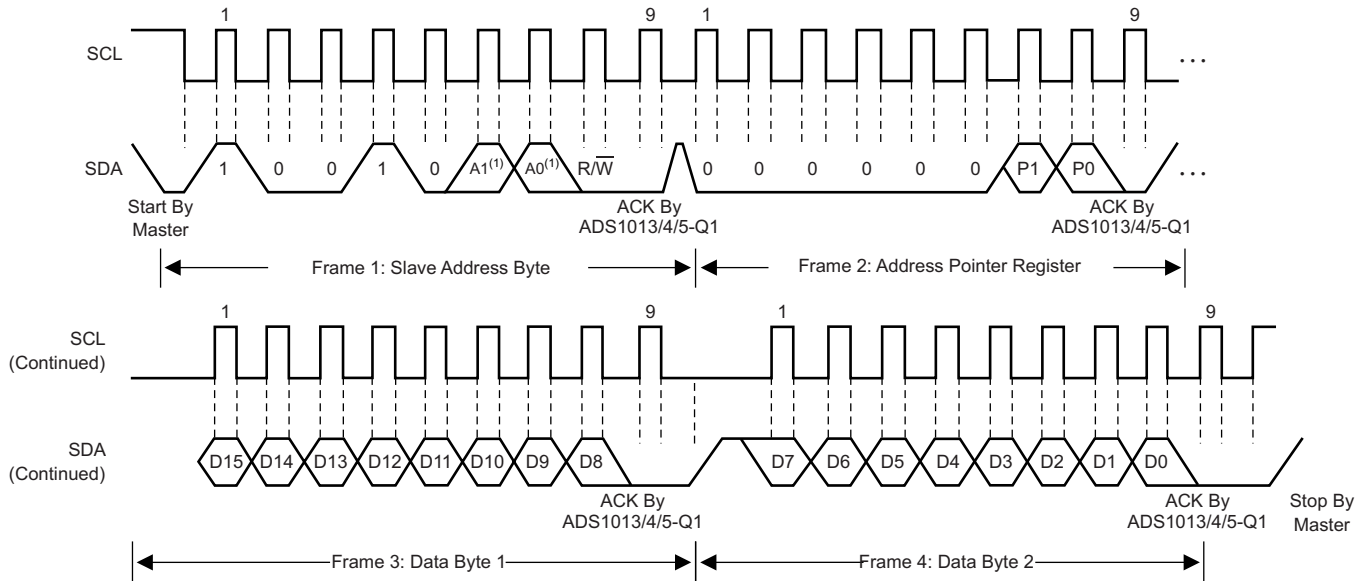 1 9 1 9
SCL
...
SDA 1 0 0 1 0 A1(1) A0(1) R/W 0 0 0 0 0 0 P1 P0 ...
Start By
Master
ACK By
ADS1013/4/5-Q1
ACK By
ADS1013/4/5-Q1
Frame 1: Slave Address Byte
Frame 2: Address Pointer Register
1 9 1 9
SCL
(Continued)
SDA
(Continued)
D15 D14 D13 D12 D11 D10 D9 D8 D7 D6 D5 D4 D3 D2 D1 D0
ACK By
ADS1013/4/5-Q1
ACK By
ADS1013/4/5-Q1
Stop By
Master
Frame 3: Data Byte 1
Frame 4: Data Byte 2